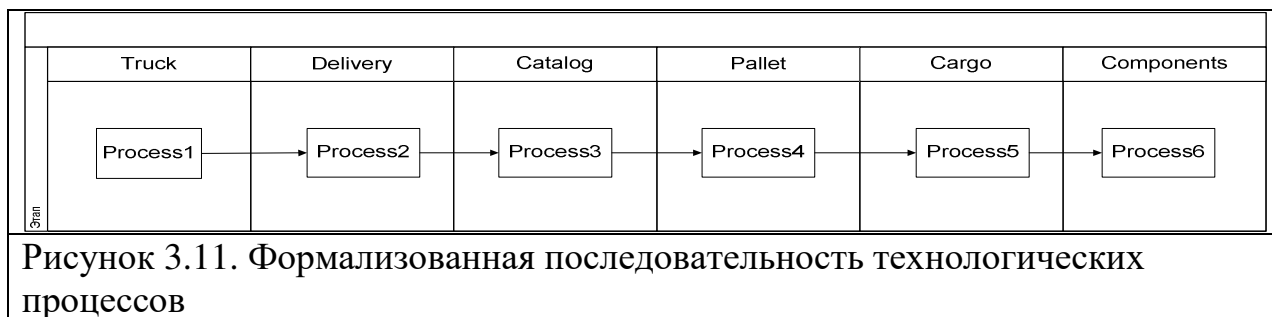 Truck Delivery Catalog Pallet Cargo Components
Process1 Process2 Process3 Process4 Process5 Process6
Этап
Рисунок 3.11. Формализованная последовательность технологических
процессов